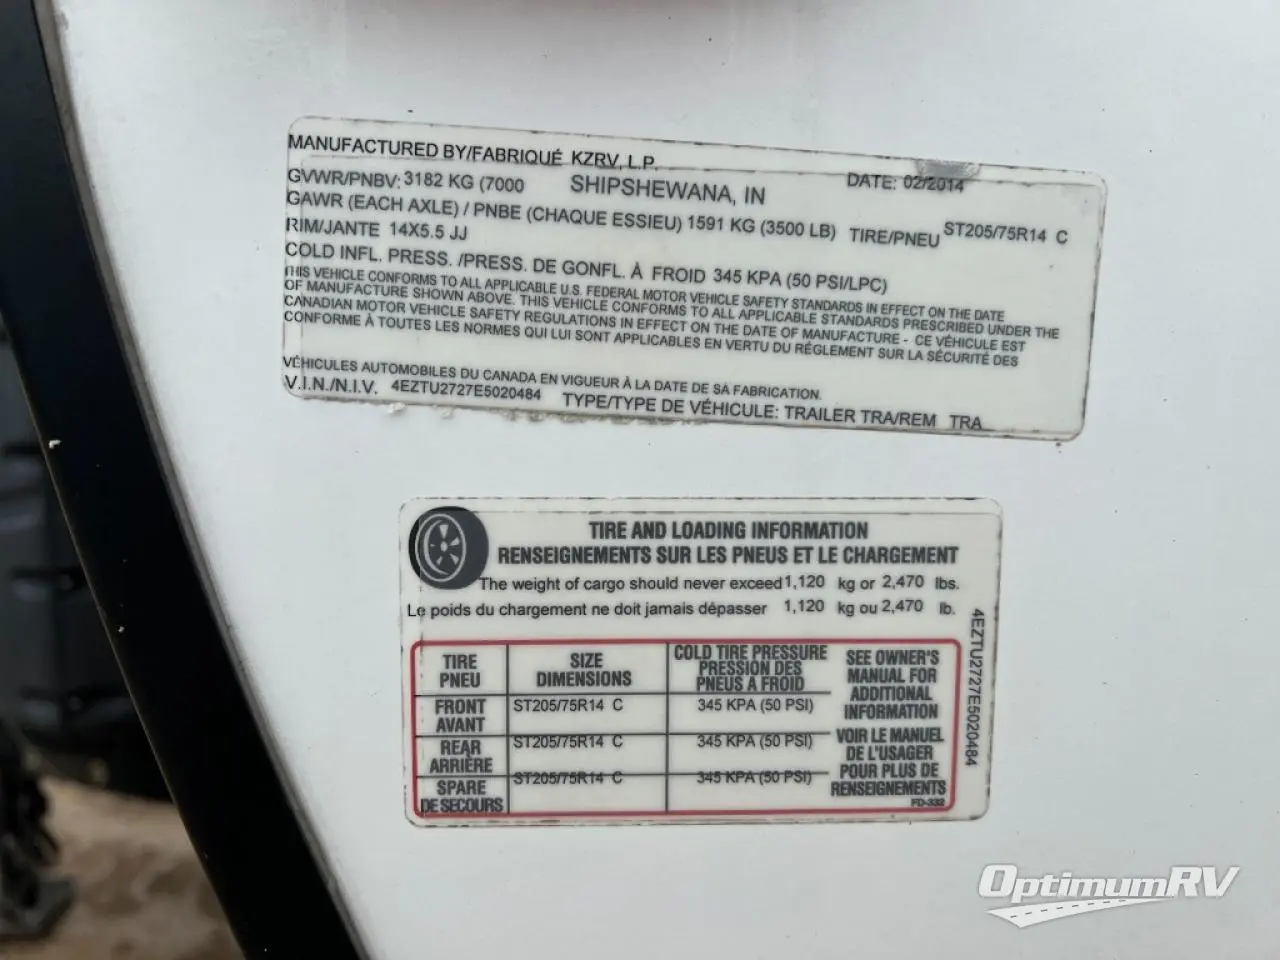 MANUFACTURED BY/FABRIQUÉ KZRV, L.P.
GVWR/PNBV: 3182 KG (7000 SHIPSHEWANA, IN DATE: 02/2014
GAWR (EACH AXLE) / PNBE (CHAQUE ESSIEU) 1591 KG (3500 LB) TIRE/PNEU ST205/75R14 C
RIM/JANTE 14X5.5 JJ
COLD INFL. PRESS. /PRESS. DE GONFL. À FROID 345 KPA (50 PSI/LPC)
THIS VEHICLE CONFORMS TO ALL APPLICABLE U.S. FEDERAL MOTOR VEHICLE SAFETY STANDARDS IN EFFECT ON THE DATE
OF MANUFACTURE SHOWN ABOVE. THIS VEHICLE CONFORMS TO ALL APPLICABLE STANDARDS PRESCRIBED UNDER THE
CANADIAN MOTOR VEHICLE SAFETY REGULATIONS IN EFFECT ON THE DATE OF MANUFACTURE - CE VÉHICULE EST
CONFORME À TOUTES LES NORMES QUI LUI SONT APPLICABLES EN VERTU DU RÉGLEMENT SUR LA SÉCURITÉ DES
VÉHICULES AUTOMOBILES DU CANADA EN VIGUEUR À LA DATE DE SA FABRICATION.
V.I.N./N.I.V. 4EZTU2727E5020484 TYPE/TYPE DE VÉHICULE: TRAILER TRA/REM TRA
TIRE AND LOADING INFORMATION
RENSEIGNEMENTS SUR LES PNEUS ET LE CHARGEMENT
The weight of cargo should never exceed 1,120 kg or 2,470 lbs.
Le poids du chargement ne doit jamais dépasser 1,120 kg ou 2,470 lb.
TIRE
PNEU
SIZE
DIMENSIONS
COLD TIRE PRESSURE
PRESSION DES
PNEUS A FROID
SEE OWNER'S
MANUAL FOR
ADDITIONAL
INFORMATION
VOIR LE MANUEL
DE L'USAGER
POUR PLUS DE
RENSEIGNEMENTS
FD-332
FRONT
AVANT
ST205/75R14 C
345 KPA (50 PSI)
REAR
ARRIÈRE
ST205/75R14 C
345 KPA (50 PSI)
SPARE
DE SECOURS
ST205/75R14 C
345 KPA (50 PSI)
4EZTU2727E5020484
OptimumRV